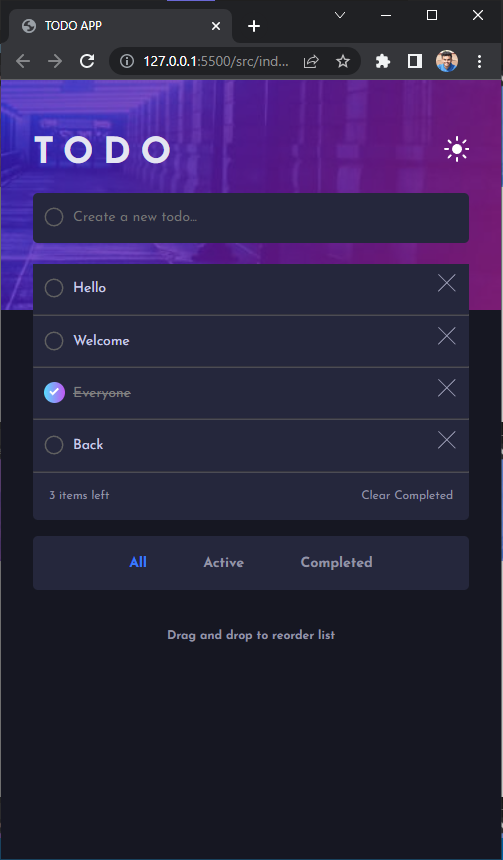 TODO APP
127.0.0.1:5500/src/ind...
TODO
Create a new todo...
Hello
Welcome
Everyone
Back
3 items left Clear Completed
All Active Completed
Drag and drop to reorder list